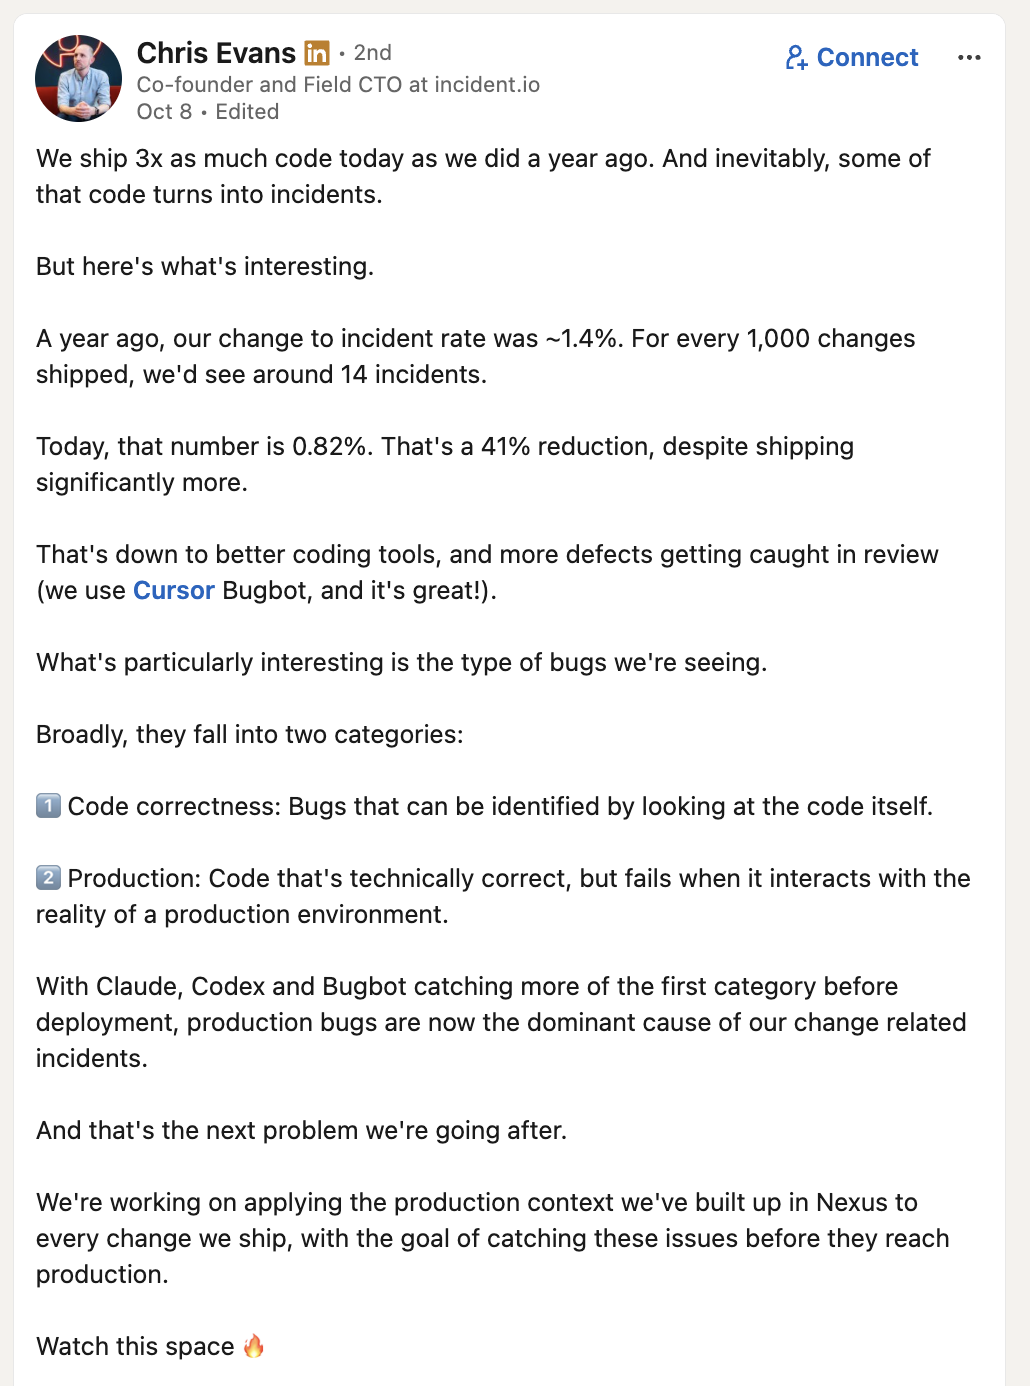 Chris Evans in • 2nd
Connect
Co-founder and Field CTO at incident.io
Oct 8 • Edited
We ship 3x as much code today as we did a year ago. And inevitably, some of
that code turns into incidents.
But here's what's interesting.
A year ago, our change to incident rate was ~1.4%. For every 1,000 changes
shipped, we'd see around 14 incidents.
Today, that number is 0.82%. That's a 41% reduction, despite shipping
significantly more.
That's down to better coding tools, and more defects getting caught in review
(we use Cursor Bugbot, and it's great!).
What's particularly interesting is the type of bugs we're seeing.
Broadly, they fall into two categories:
1️⃣ Code correctness: Bugs that can be identified by looking at the code itself.
2️⃣ Production: Code that's technically correct, but fails when it interacts with the
reality of a production environment.
With Claude, Codex and Bugbot catching more of the first category before
deployment, production bugs are now the dominant cause of our change related
incidents.
And that's the next problem we're going after.
We're working on applying the production context we've built up in Nexus to
every change we ship, with the goal of catching these issues before they reach
production.
Watch this space 🔥